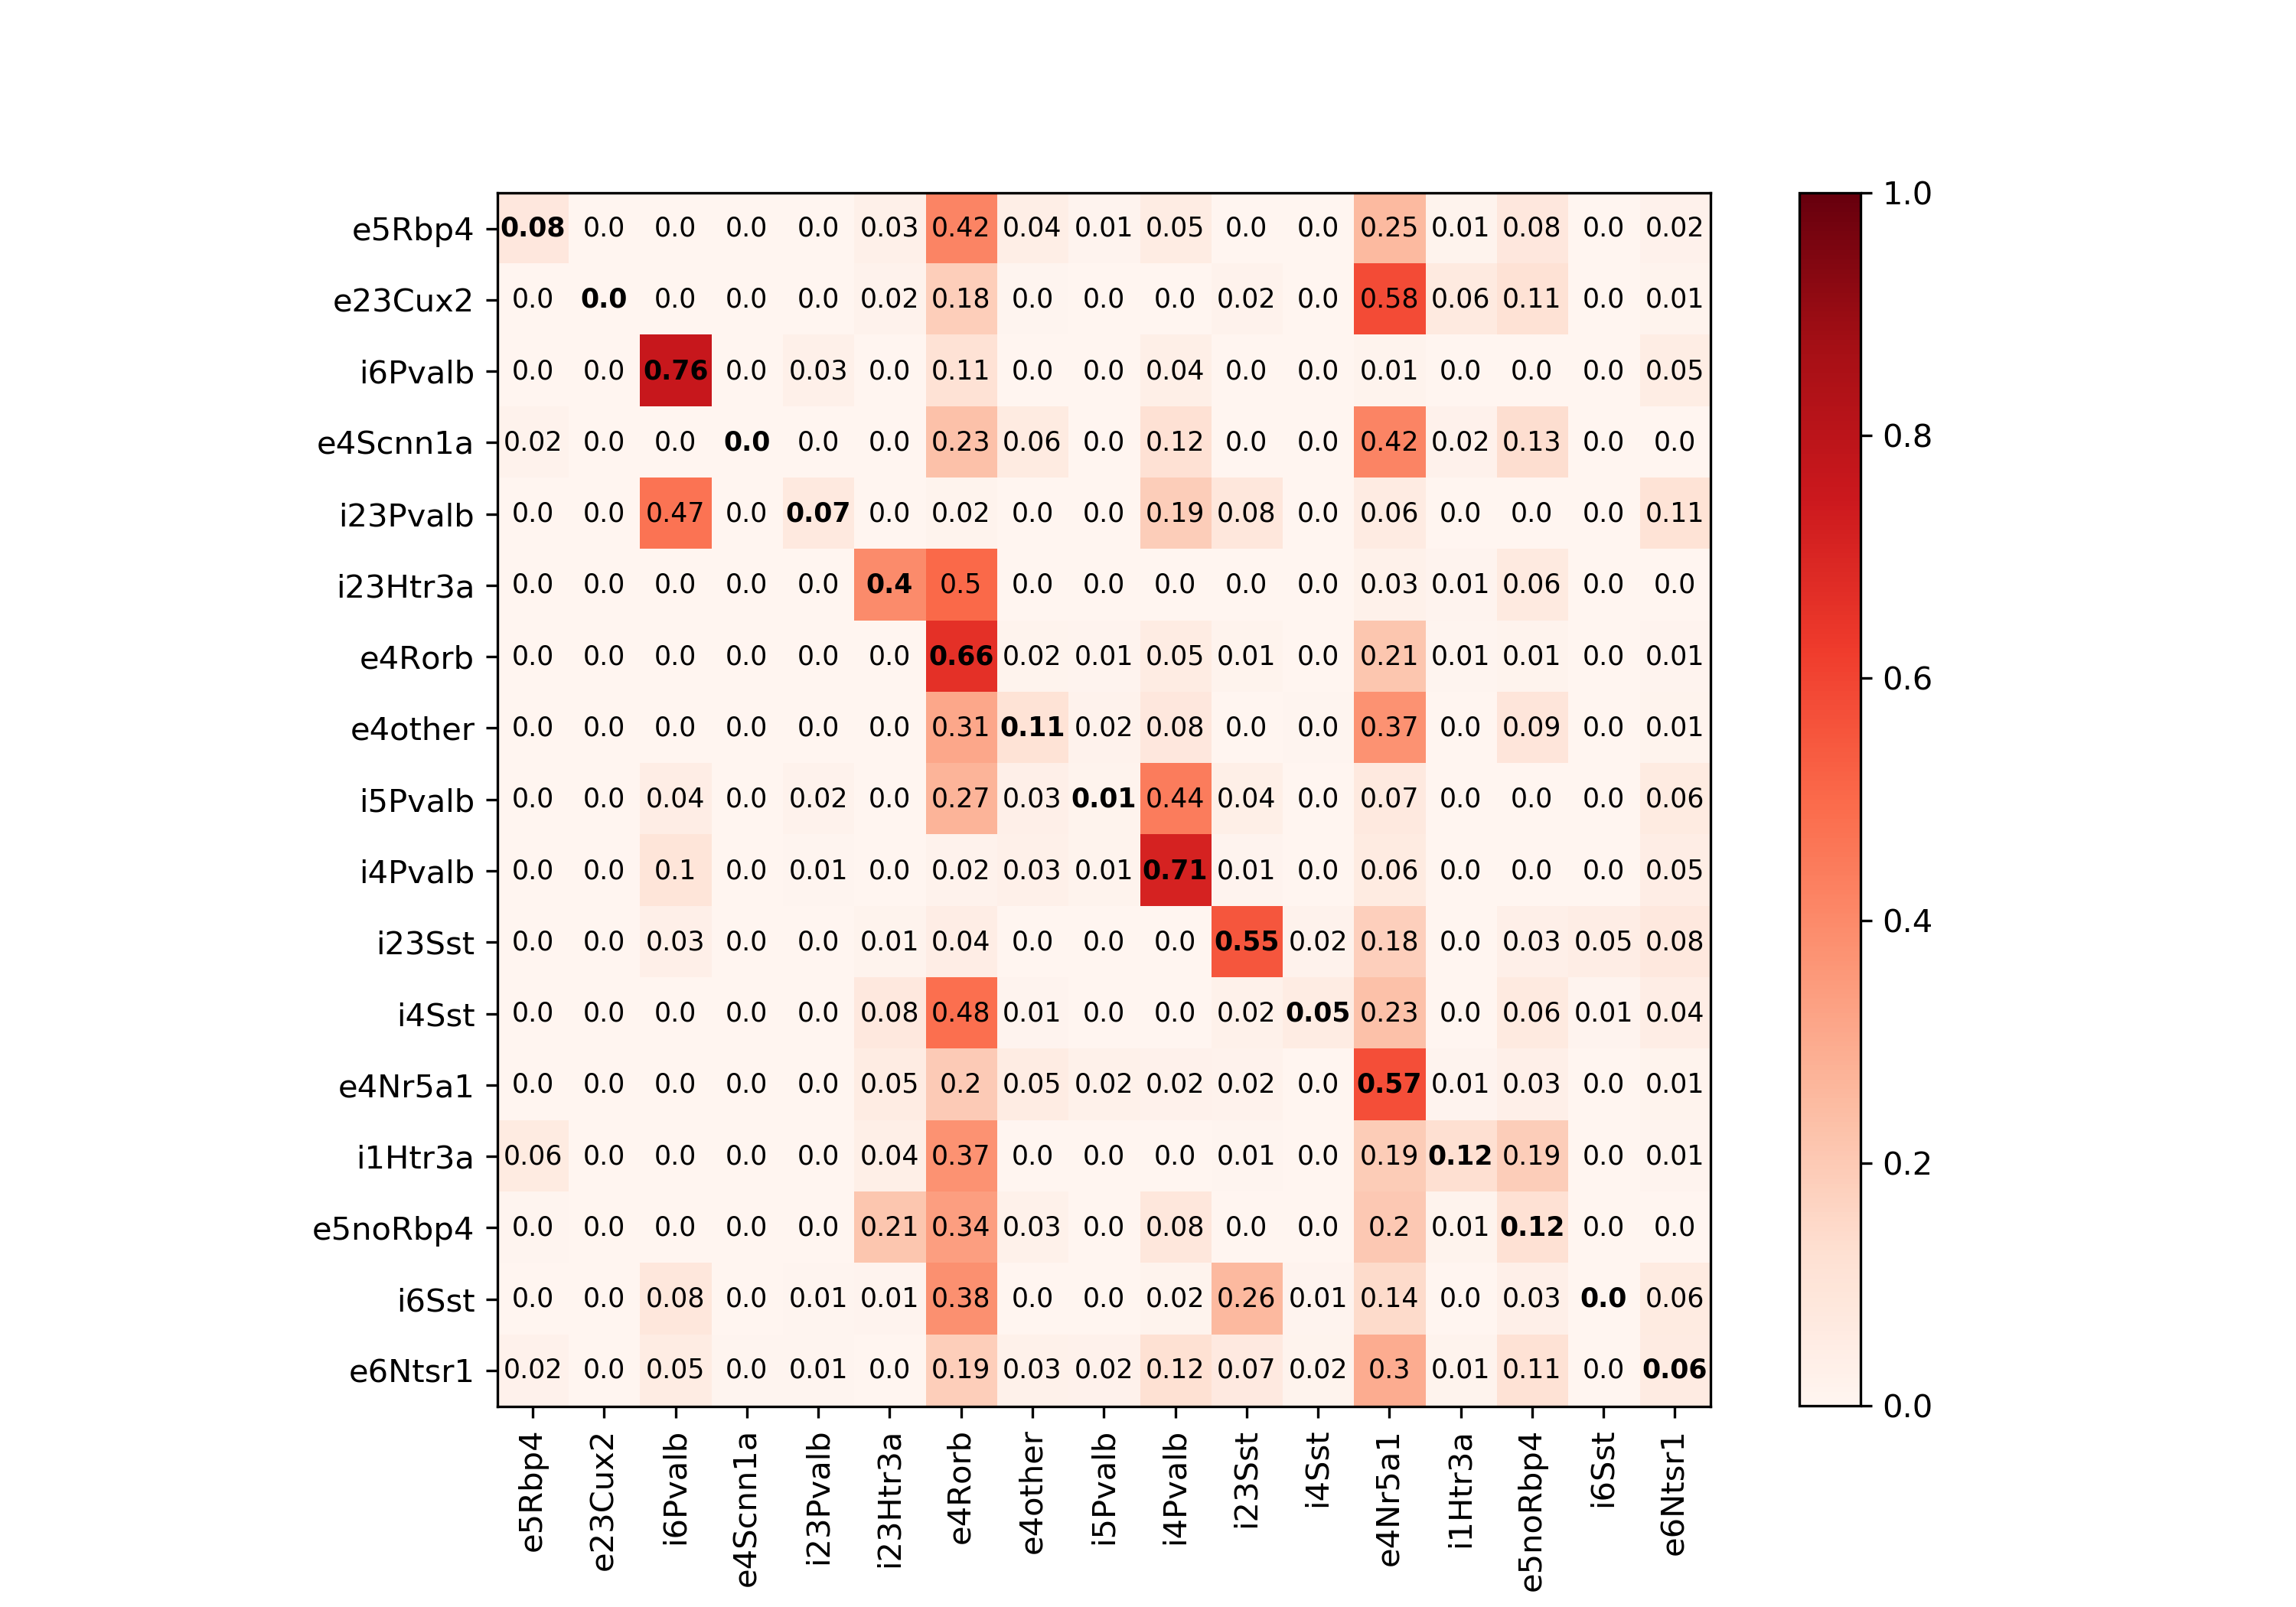 e5Rbp4 0.08 0.0 0.0 0.0 0.0 0.03 0.42 0.04 0.01 0.05 0.0 0.0 0.25 0.01 0.08 0.0 0.02
e23Cux2 0.0 0.0 0.0 0.0 0.0 0.02 0.18 0.0 0.0 0.0 0.02 0.0 0.58 0.06 0.11 0.0 0.01
i6Pvalb 0.0 0.0 0.76 0.0 0.03 0.0 0.11 0.0 0.0 0.04 0.0 0.0 0.01 0.0 0.0 0.0 0.05
e4Scnn1a 0.02 0.0 0.0 0.0 0.0 0.0 0.23 0.06 0.0 0.12 0.0 0.0 0.42 0.02 0.13 0.0 0.0
i23Pvalb 0.0 0.0 0.47 0.0 0.07 0.0 0.02 0.0 0.0 0.19 0.08 0.0 0.06 0.0 0.0 0.0 0.11
i23Htr3a 0.0 0.0 0.0 0.0 0.0 0.4 0.5 0.0 0.0 0.0 0.0 0.0 0.03 0.01 0.06 0.0 0.0
e4Rorb 0.0 0.0 0.0 0.0 0.0 0.0 0.66 0.02 0.01 0.05 0.01 0.0 0.21 0.01 0.01 0.0 0.01
e4other 0.0 0.0 0.0 0.0 0.0 0.0 0.31 0.11 0.02 0.08 0.0 0.0 0.37 0.0 0.09 0.0 0.01
i5Pvalb 0.0 0.0 0.04 0.0 0.02 0.0 0.27 0.03 0.01 0.44 0.04 0.0 0.07 0.0 0.0 0.0 0.06
i4Pvalb 0.0 0.0 0.1 0.0 0.01 0.0 0.02 0.03 0.01 0.71 0.01 0.0 0.06 0.0 0.0 0.0 0.05
i23Sst 0.0 0.0 0.03 0.0 0.0 0.01 0.04 0.0 0.0 0.0 0.55 0.02 0.18 0.0 0.03 0.05 0.08
i4Sst 0.0 0.0 0.0 0.0 0.0 0.08 0.48 0.01 0.0 0.0 0.02 0.05 0.23 0.0 0.06 0.01 0.04
e4Nr5a1 0.0 0.0 0.0 0.0 0.0 0.05 0.2 0.05 0.02 0.02 0.02 0.0 0.57 0.01 0.03 0.0 0.01
i1Htr3a 0.06 0.0 0.0 0.0 0.0 0.04 0.37 0.0 0.0 0.0 0.01 0.0 0.19 0.12 0.19 0.0 0.01
e5noRbp4 0.0 0.0 0.0 0.0 0.0 0.21 0.34 0.03 0.0 0.08 0.0 0.0 0.2 0.01 0.12 0.0 0.0
i6Sst 0.0 0.0 0.08 0.0 0.01 0.01 0.38 0.0 0.0 0.02 0.26 0.01 0.14 0.0 0.03 0.0 0.06
e6Ntsr1 0.02 0.0 0.05 0.0 0.01 0.0 0.19 0.03 0.02 0.12 0.07 0.02 0.3 0.01 0.11 0.0 0.06
e5Rbp4 e23Cux2 i6Pvalb e4Scnn1a i23Pvalb i23Htr3a e4Rorb e4other i5Pvalb i4Pvalb i23Sst i4Sst e4Nr5a1 i1Htr3a e5noRbp4 i6Sst e6Ntsr1
1.0
0.8
0.6
0.4
0.2
0.0